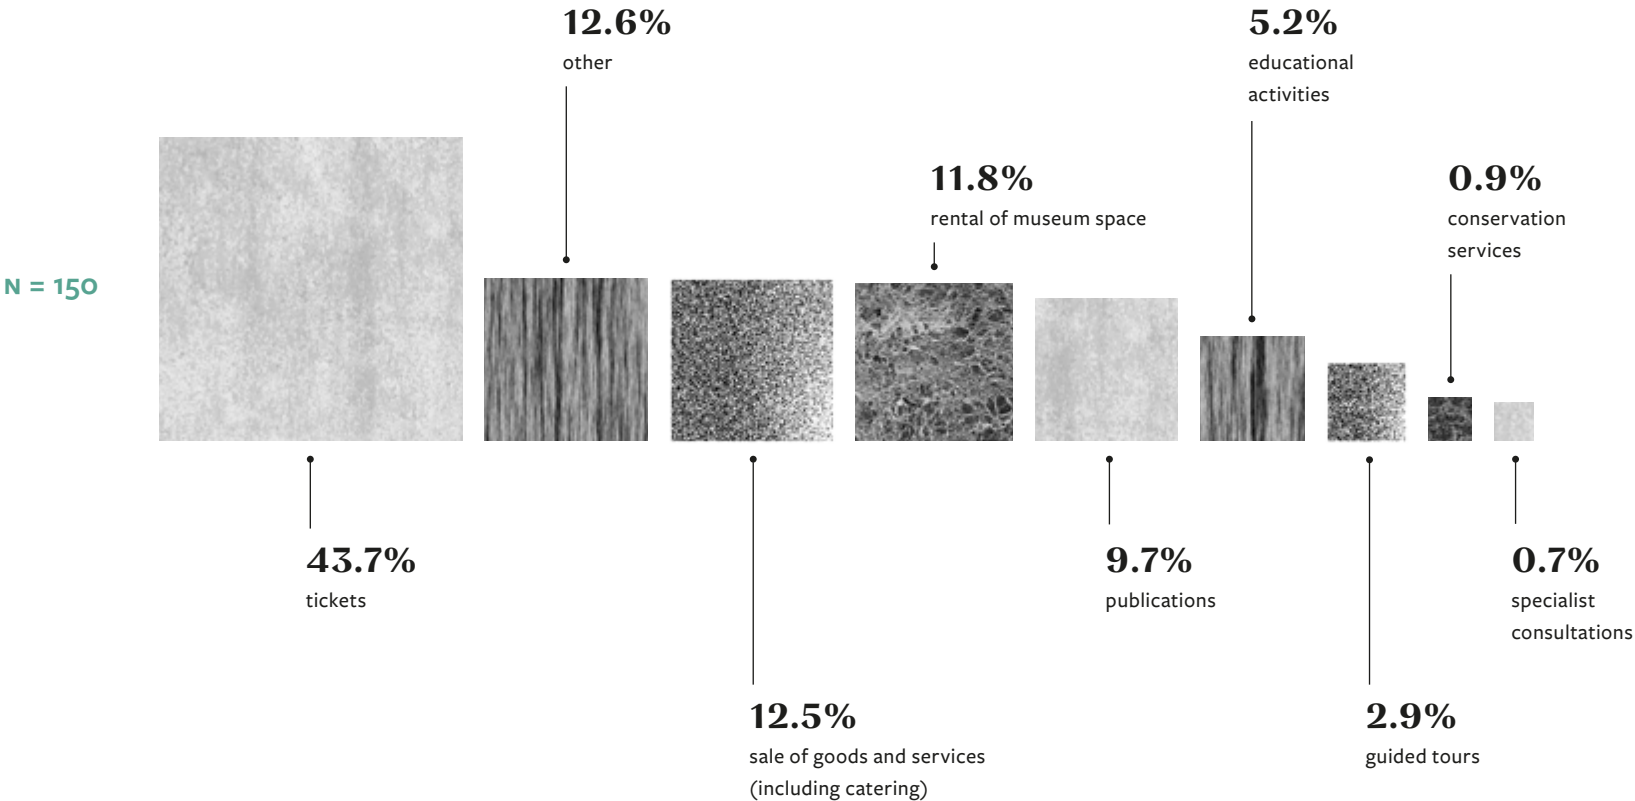 12.6%
other
5.2%
educational
activities
11.8%
rental of museum space
0.9%
conservation
services
N = 150
43.7%
tickets
9.7%
publications
0.7%
specialist
consultations
12.5%
sale of goods and services
(including catering)
2.9%
guided tours